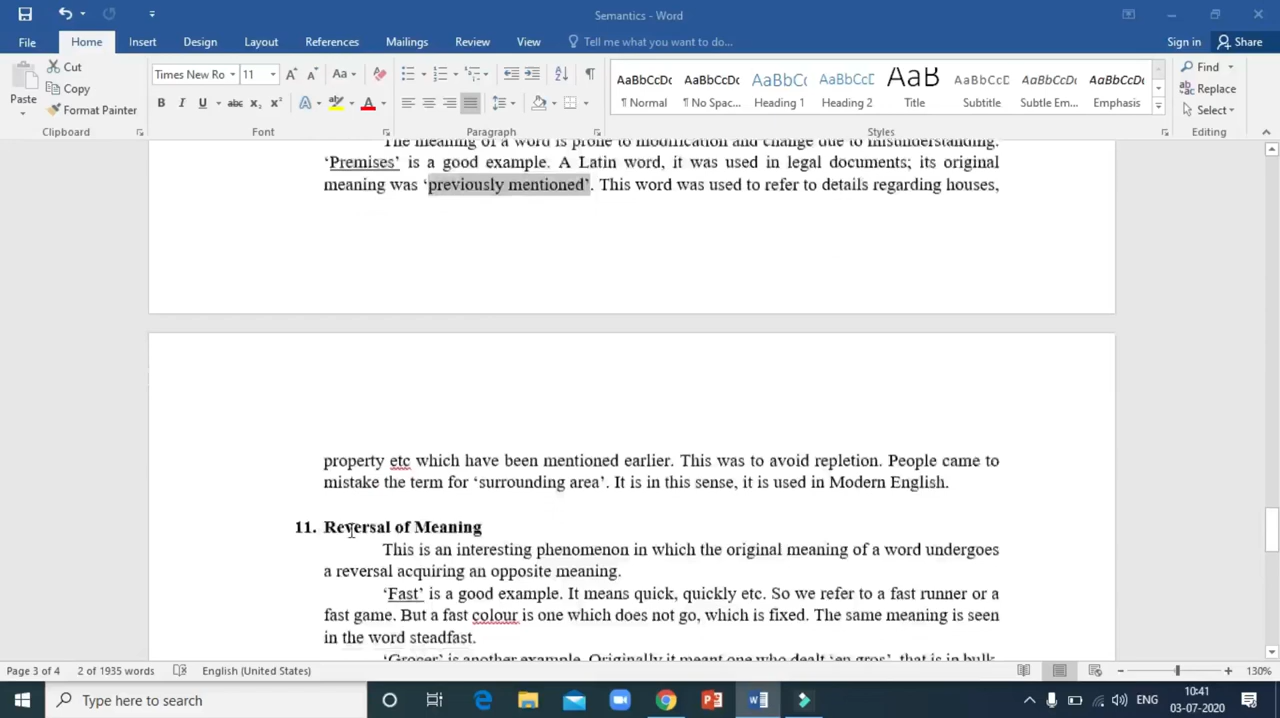 Semantics - Word
File Home Insert Design Layout References Mailings Review View Tell me what you want to do... Sign in Share
Cut
Copy
Format Painter
Paste
Times New Ro 11 Aa
AaBbCcDc AaBbCcDc AaBbCc AaBbCcD AaB AaBbCcD AaBbCcDc AaBbCcDc
¶ Normal ¶ No Spac... Heading 1 Heading 2 Title Subtitle Subtle Em... Emphasis
Find
Replace
Select
Clipboard Font Paragraph Styles Editing
The meaning of a word is prone to modification and change due to misunderstanding.
‘Premises’ is a good example. A Latin word, it was used in legal documents; its original
meaning was ‘previously mentioned’. This word was used to refer to details regarding houses,
property etc which have been mentioned earlier. This was to avoid repletion. People came to
mistake the term for ‘surrounding area’. It is in this sense, it is used in Modern English.
11. Reversal of Meaning
This is an interesting phenomenon in which the original meaning of a word undergoes
a reversal acquiring an opposite meaning.
‘Fast’ is a good example. It means quick, quickly etc. So we refer to a fast runner or a
fast game. But a fast colour is one which does not go, which is fixed. The same meaning is seen
in the word steadfast.
‘Grocer’ is another example. Originally it meant one who dealt ‘en gros’, that is in bulk.
Page 3 of 4 2 of 1935 words English (United States) 130%
Type here to search ENG 10:41
03-07-2020